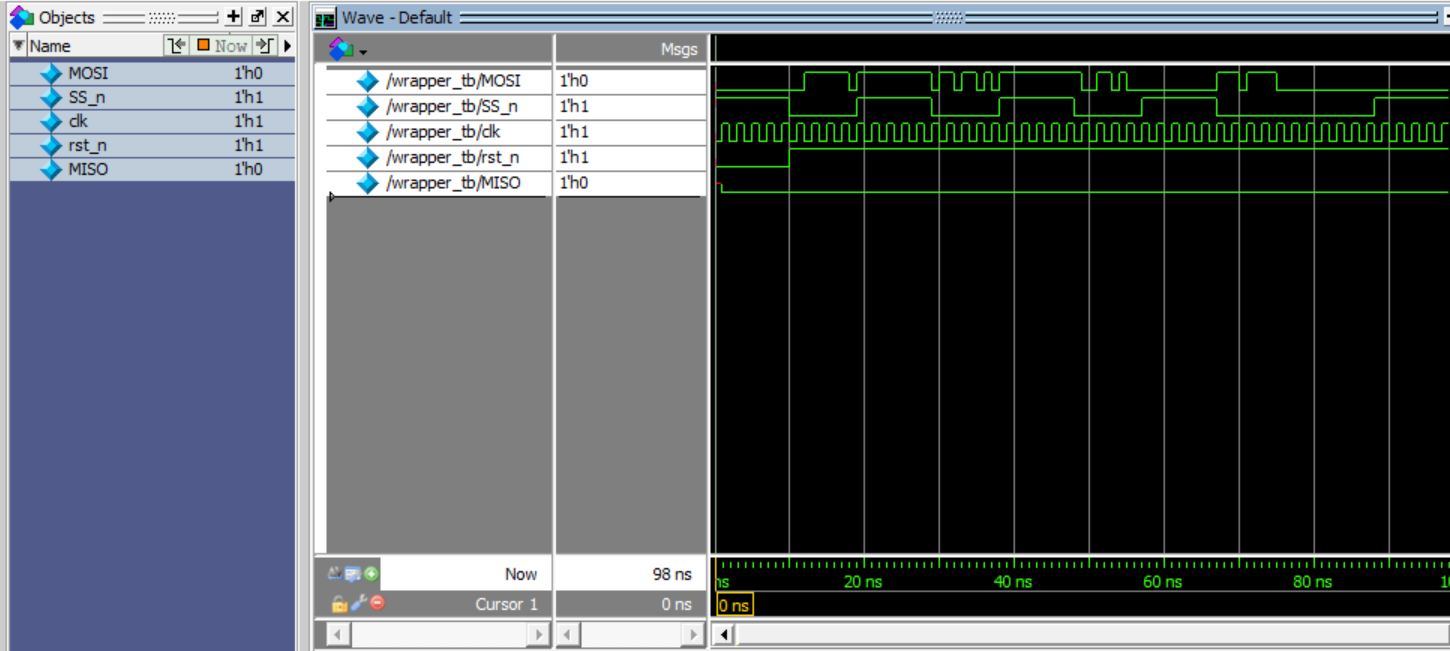 Objects
Name
Now
MOSI 1'h0
SS_n 1'h1
clk 1'h1
rst_n 1'h1
MISO 1'h0
Wave - Default
Msgs
/wrapper_tb/MOSI 1'h0
/wrapper_tb/SS_n 1'h1
/wrapper_tb/clk 1'h1
/wrapper_tb/rst_n 1'h1
/wrapper_tb/MISO 1'h0
Now 98 ns
ns 20 ns 40 ns 60 ns 80 ns 1
Cursor 1 0 ns
0 ns